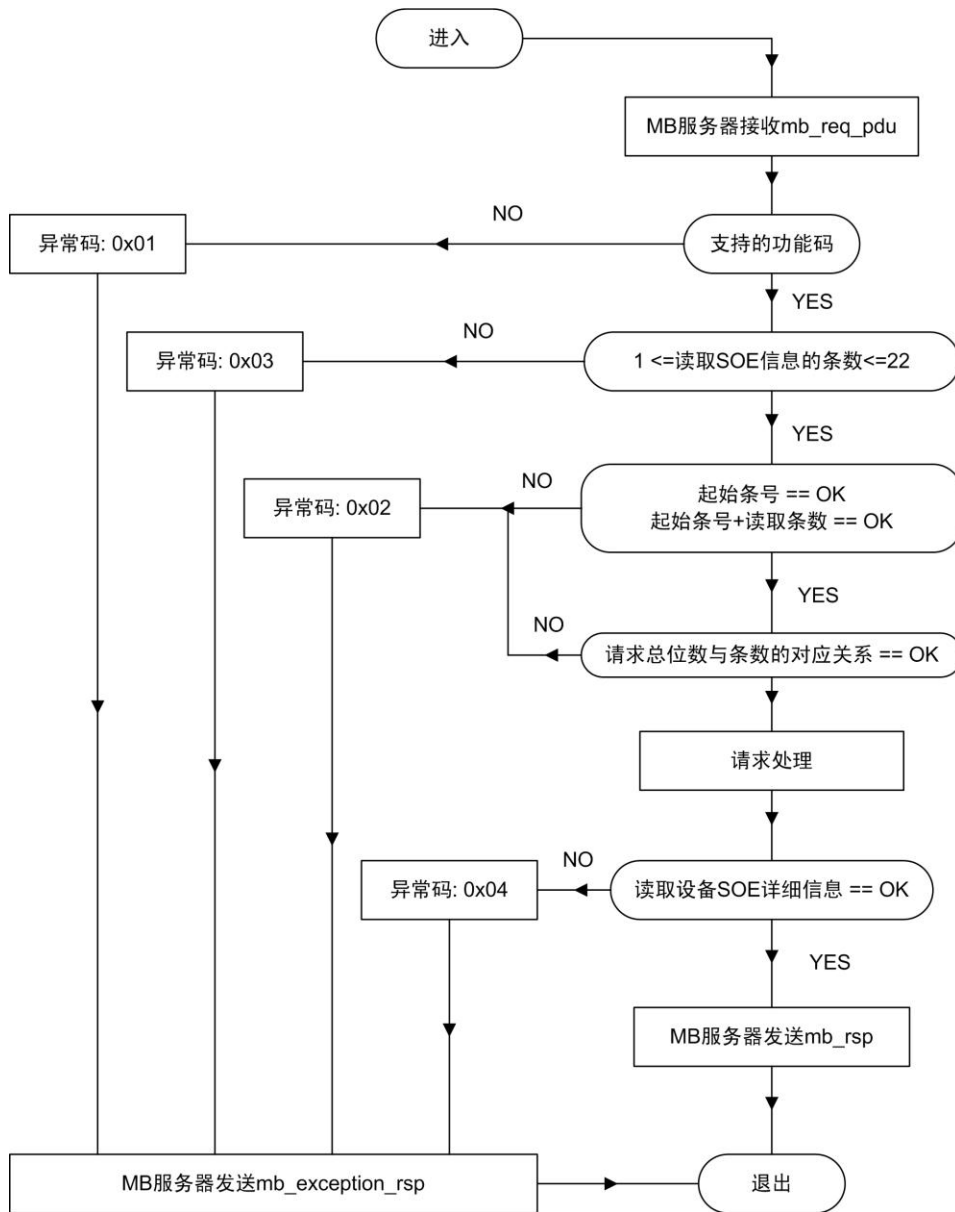 进入
MB服务器接收mb_req_pdu
NO
异常码: 0x01
支持的功能码
YES
NO
异常码: 0x03
1 <=读取SOE信息的条数<=22
YES
NO
异常码: 0x02
起始条号 == OK
起始条号+读取条数 == OK
YES
NO
请求总位数与条数的对应关系 == OK
请求处理
NO
异常码: 0x04
读取设备SOE详细信息 == OK
YES
MB服务器发送mb_rsp
MB服务器发送mb_exception_rsp
退出